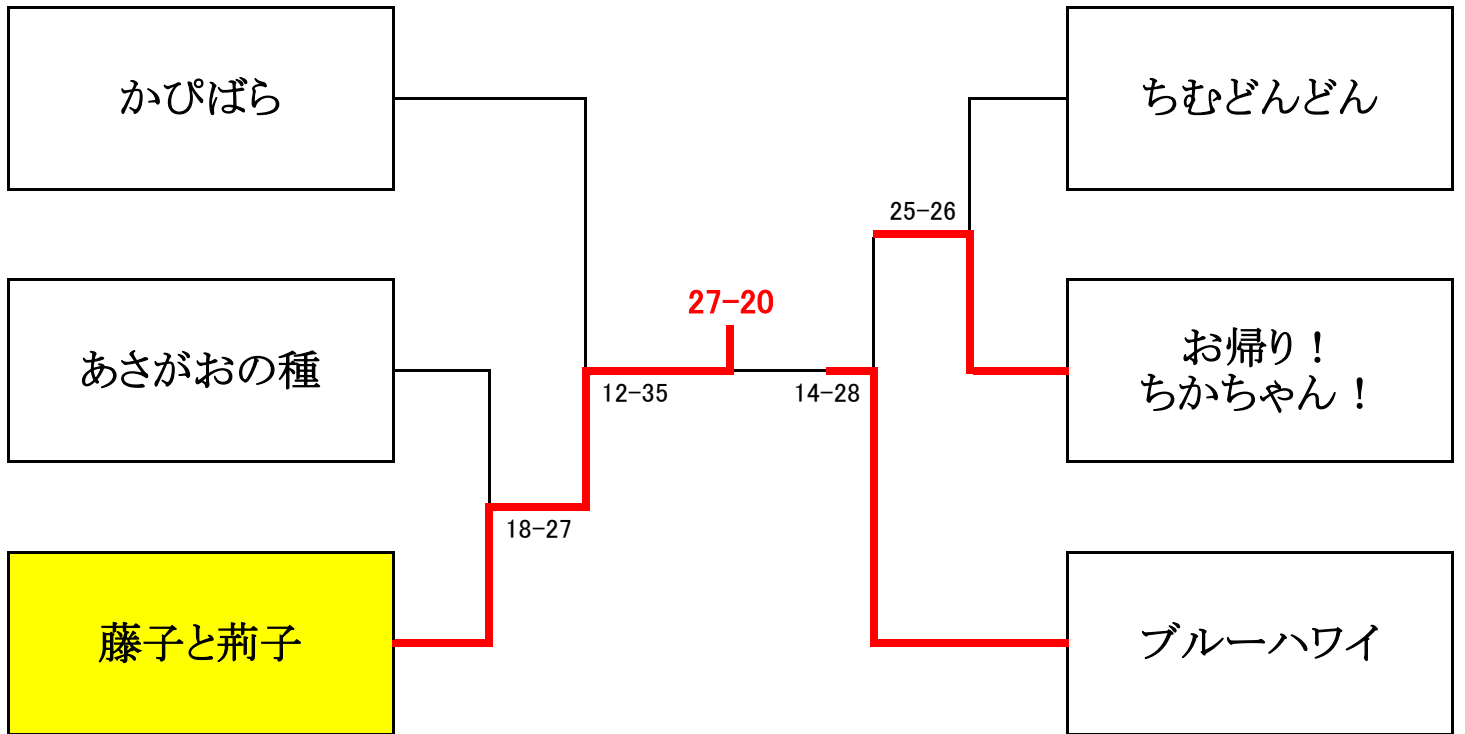 かぴばら
ちむどんどん
25-26
27-20
あさがおの種
お帰り！
ちかちゃん！
12-35
14-28
18-27
藤子と荊子
ブルーハワイ